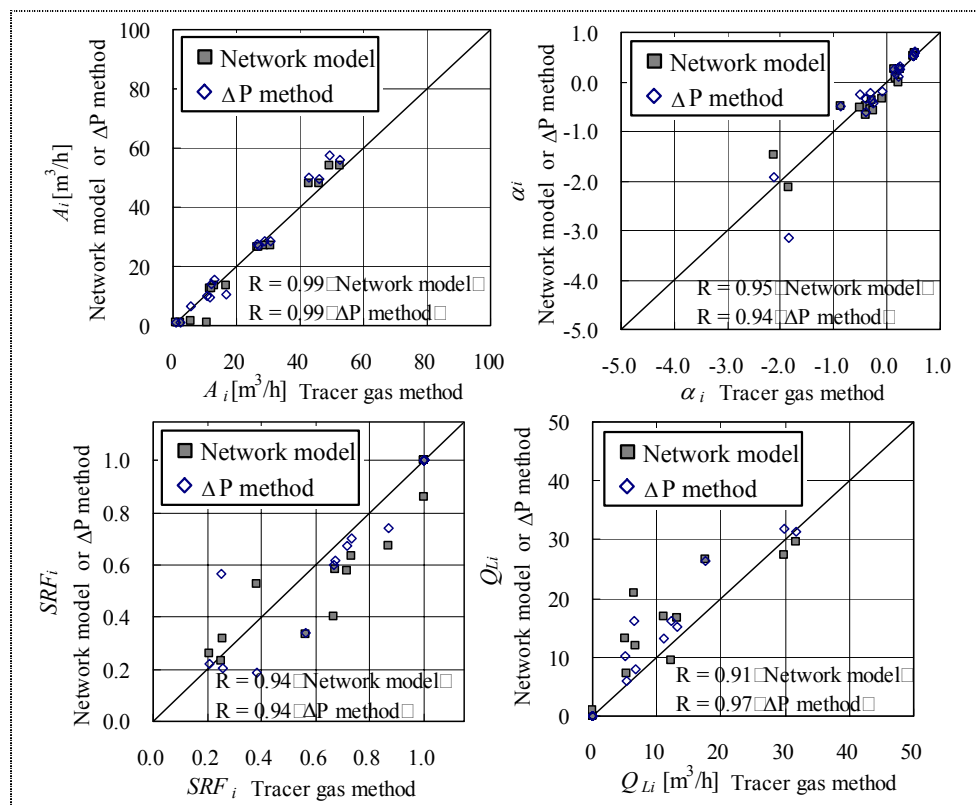 100
80
60
40
20
0
A_i [m³/h]
Network model or ΔP method
Network model
ΔP method
R = 0.99□ Network model□
R = 0.99□ ΔP method□
0 20 40 60 80 100
A_i [m³/h] Tracer gas method
1.0
0.0
-1.0
-2.0
-3.0
-4.0
-5.0
α_i
Network model or ΔP method
Network model
ΔP method
R = 0.95□ Network model□
R = 0.94□ ΔP method□
-5.0 -4.0 -3.0 -2.0 -1.0 0.0 1.0
α_i Tracer gas method
1.0
0.8
0.6
0.4
0.2
0.0
SRF_i
Network model or ΔP method
Network model
ΔP method
R = 0.94□ Network model□
R = 0.94□ ΔP method□
0.0 0.2 0.4 0.6 0.8 1.0
SRF_i Tracer gas method
50
40
30
20
10
0
Q_Li
Network model or ΔP method
Network model
ΔP method
R = 0.91□ Network model□
R = 0.97□ ΔP method□
0 10 20 30 40 50
Q_Li [m³/h] Tracer gas method